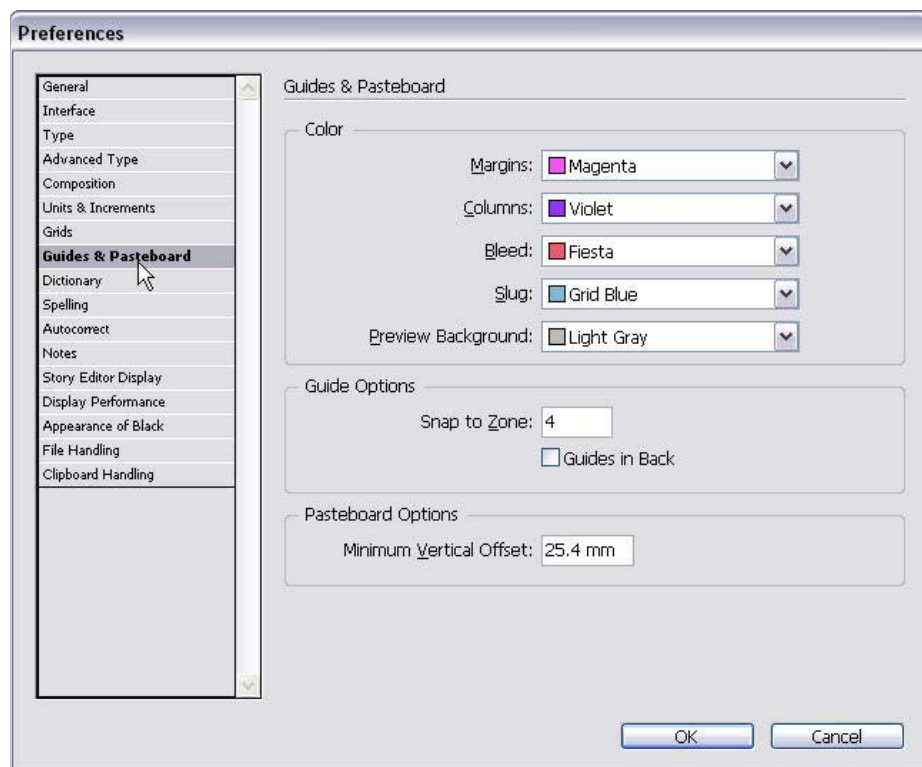 Preferences
General
Interface
Type
Advanced Type
Composition
Units & Increments
Grids
Guides & Pasteboard
Dictionary
Spelling
Autocorrect
Notes
Story Editor Display
Display Performance
Appearance of Black
File Handling
Clipboard Handling
Guides & Pasteboard
Color
Margins: Magenta
Columns: Violet
Bleed: Fiesta
Slug: Grid Blue
Preview Background: Light Gray
Guide Options
Snap to Zone: 4
Guides in Back
Pasteboard Options
Minimum Vertical Offset: 25.4 mm
OK Cancel